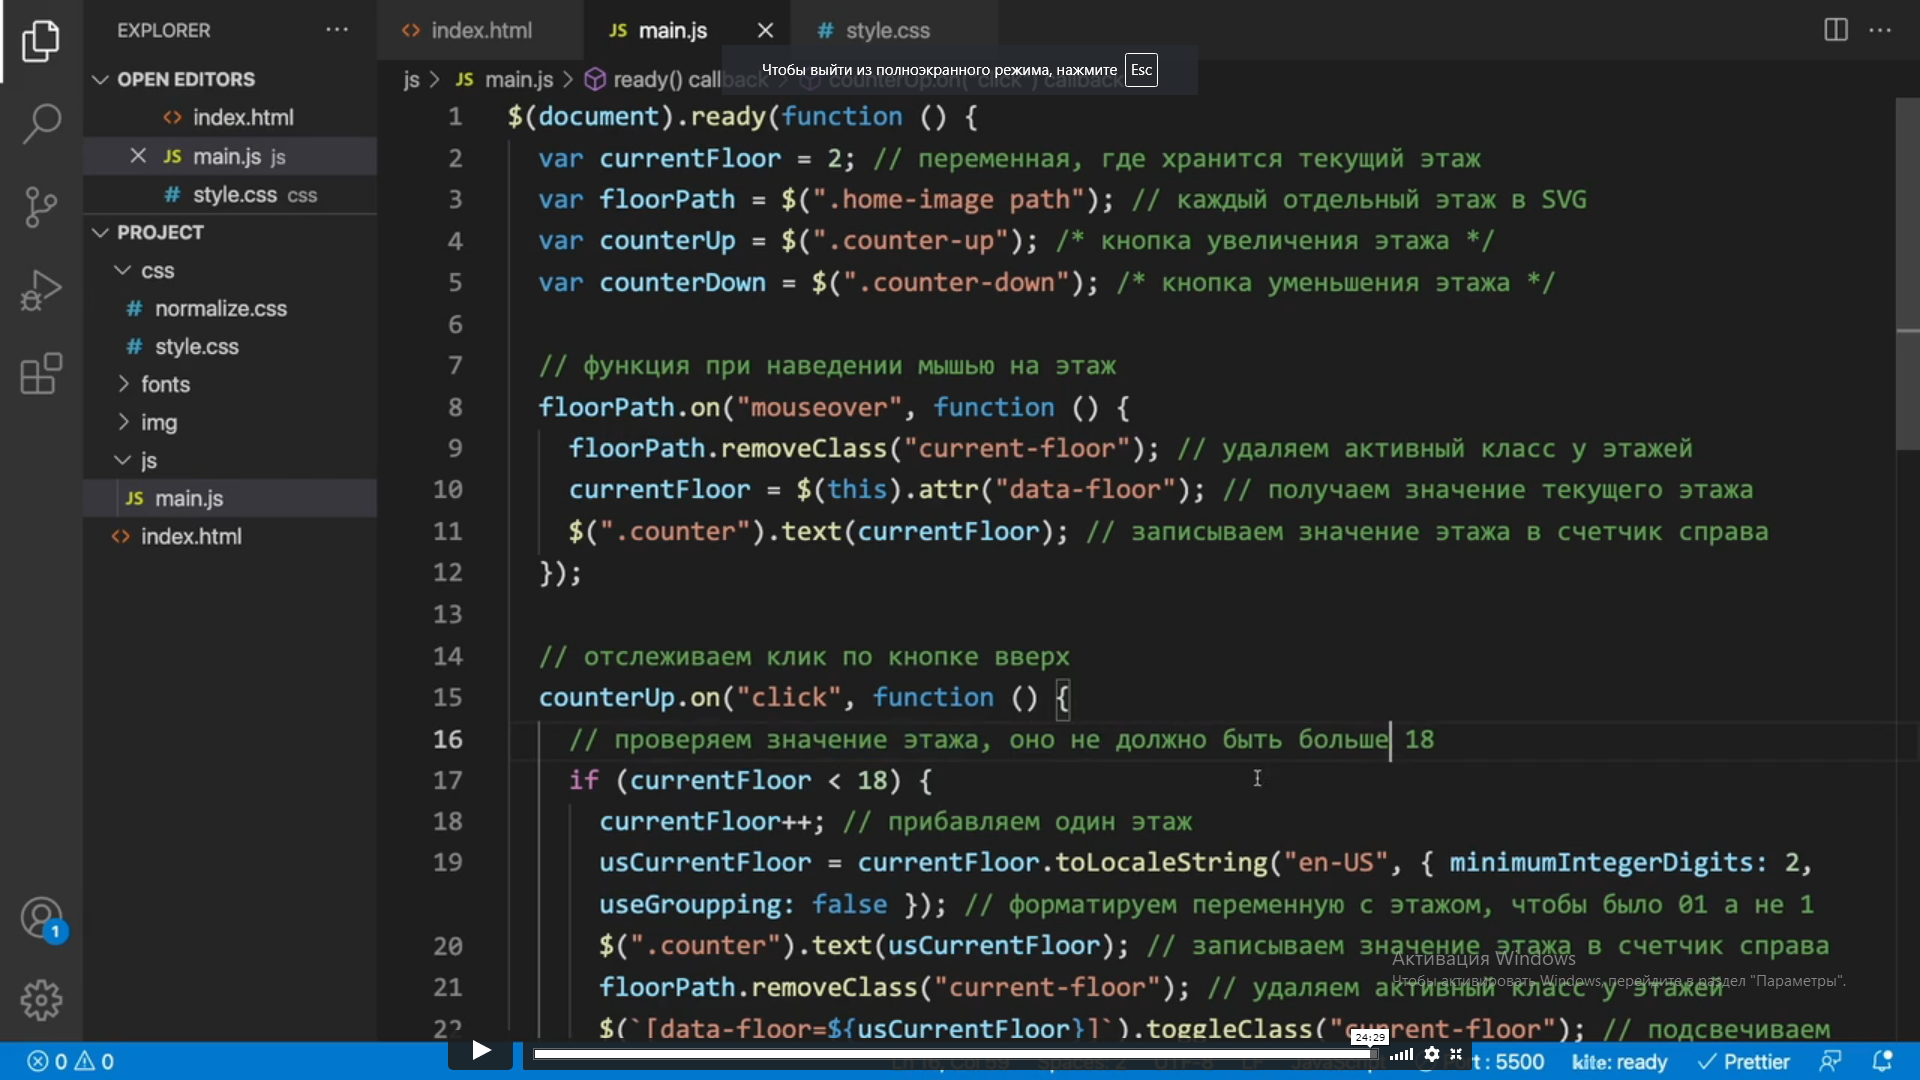 EXPLORER
index.html
JS main.js
# style.css
Чтобы выйти из полноэкранного режима, нажмите Esc
OPEN EDITORS
index.html
JS main.js js
# style.css css
PROJECT
css
# normalize.css
# style.css
fonts
img
js
JS main.js
index.html
js > JS main.js > ready() callback
1 $(document).ready(function () {
2 var currentFloor = 2; // переменная, где хранится текущий этаж
3 var floorPath = $(".home-image path"); // каждый отдельный этаж в SVG
4 var counterUp = $(".counter-up"); /* кнопка увеличения этажа */
5 var counterDown = $(".counter-down"); /* кнопка уменьшения этажа */
6
7 // функция при наведении мышью на этаж
8 floorPath.on("mouseover", function () {
9 floorPath.removeClass("current-floor"); // удаляем активный класс у этажей
10 currentFloor = $(this).attr("data-floor"); // получаем значение текущего этажа
11 $(".counter").text(currentFloor); // записываем значение этажа в счетчик справа
12 });
13
14 // отслеживаем клик по кнопке вверх
15 counterUp.on("click", function () {
16 // проверяем значение этажа, оно не должно быть больше 18
17 if (currentFloor < 18) {
18 currentFloor++; // прибавляем один этаж
19 usCurrentFloor = currentFloor.toLocaleString("en-US", { minimumIntegerDigits: 2,
useGroupping: false }); // форматируем переменную с этажом, чтобы было 01 а не 1
20 $(".counter").text(usCurrentFloor); // записываем значение этажа в счетчик справа
21 floorPath.removeClass("current-floor"); // удаляем активный класс у этажей
22 $(`[data-floor=${usCurrentFloor}]`).toggleClass("current-floor"); // подсвечиваем
Активация Windows
Чтобы активировать Windows, перейдите в раздел "Параметры".
1
24:29
0 0
: 5500
kite: ready
Prettier